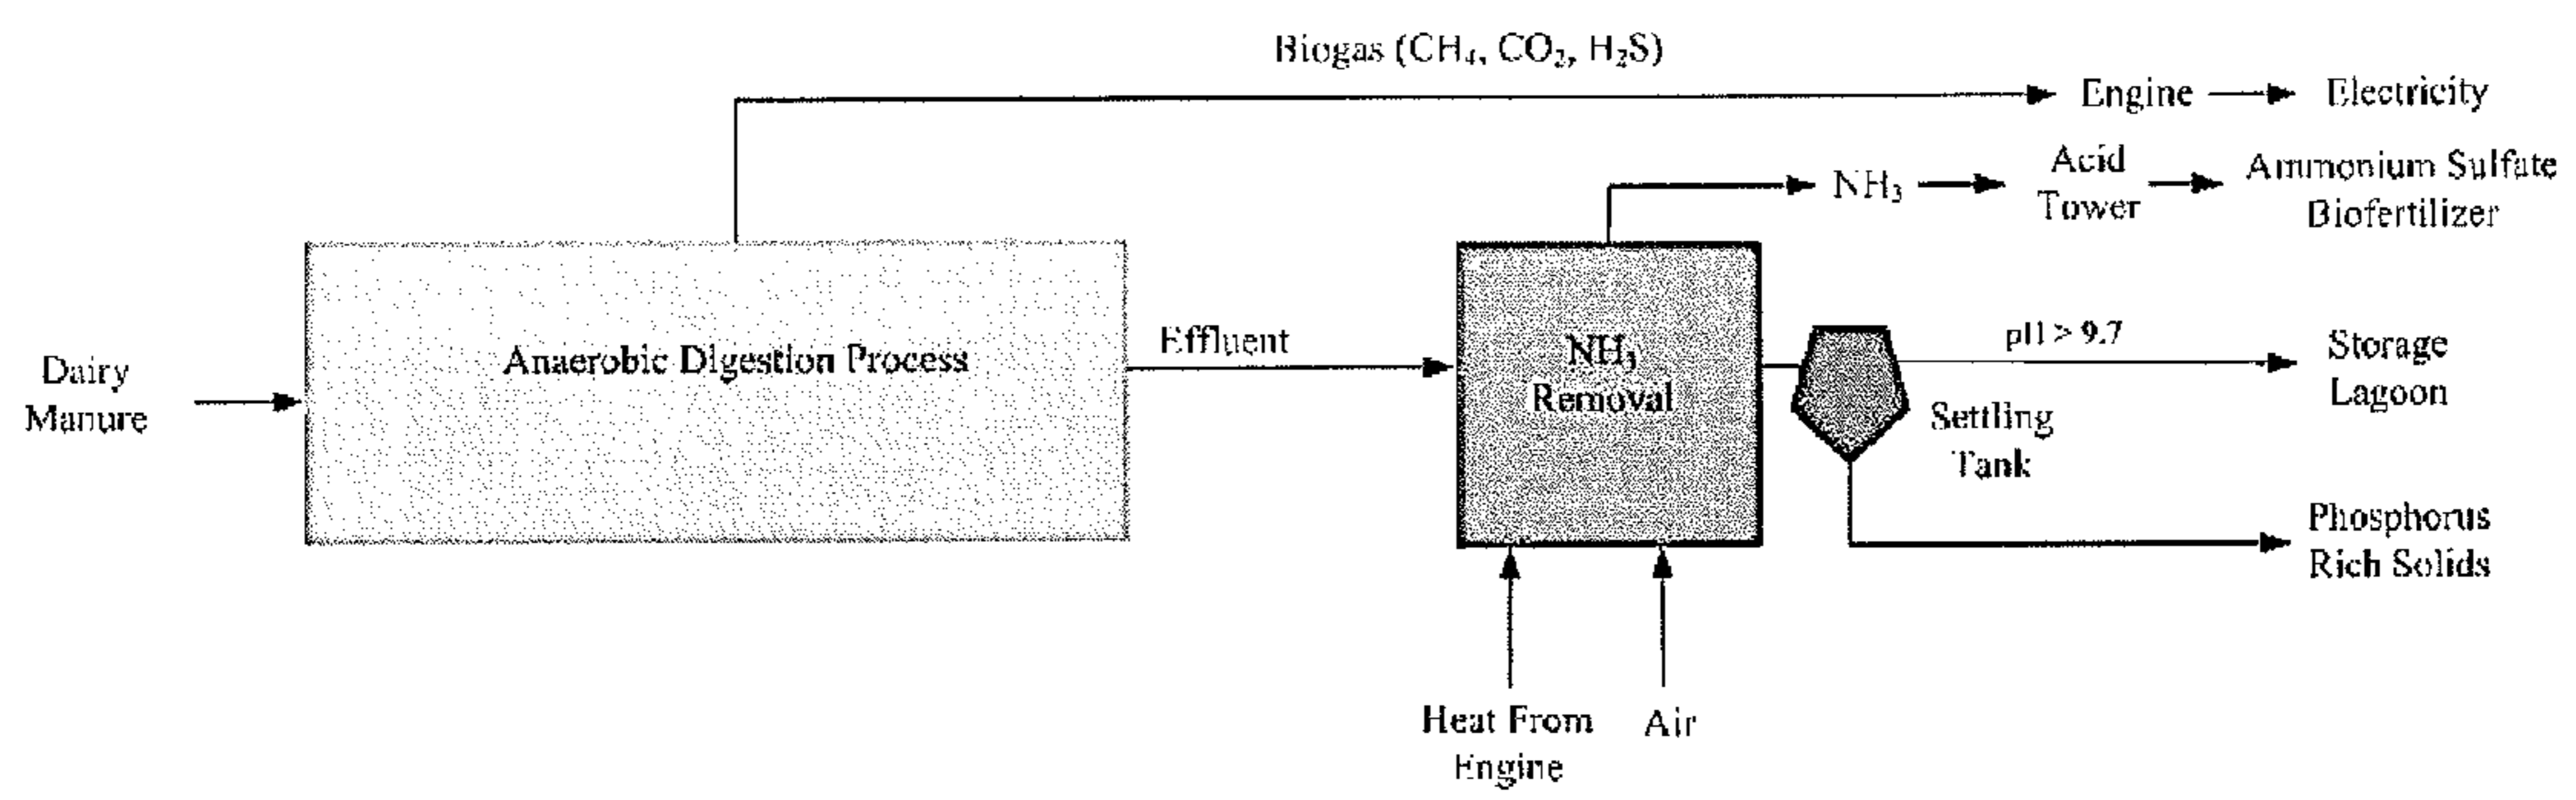 Biogas (CH₄, CO₂, H₂S)
Engine
Electricity
NH₃
Acid
Tower
Ammonium Sulfate
Biofertilizer
Dairy
Manure
Anaerobic Digestion Process
Effluent
NH₃
Removal
pH > 9.7
Storage
Lagoon
Settling
Tank
Phosphorus
Rich Solids
Heat From
Engine
Air